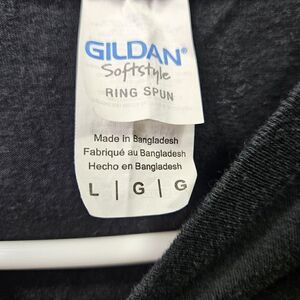 GILDAN®
Softstyle
RING SPUN
Made in Bangladesh
Fabriqué au Bangladesh
Hecho en Bangladesh
L | G | G